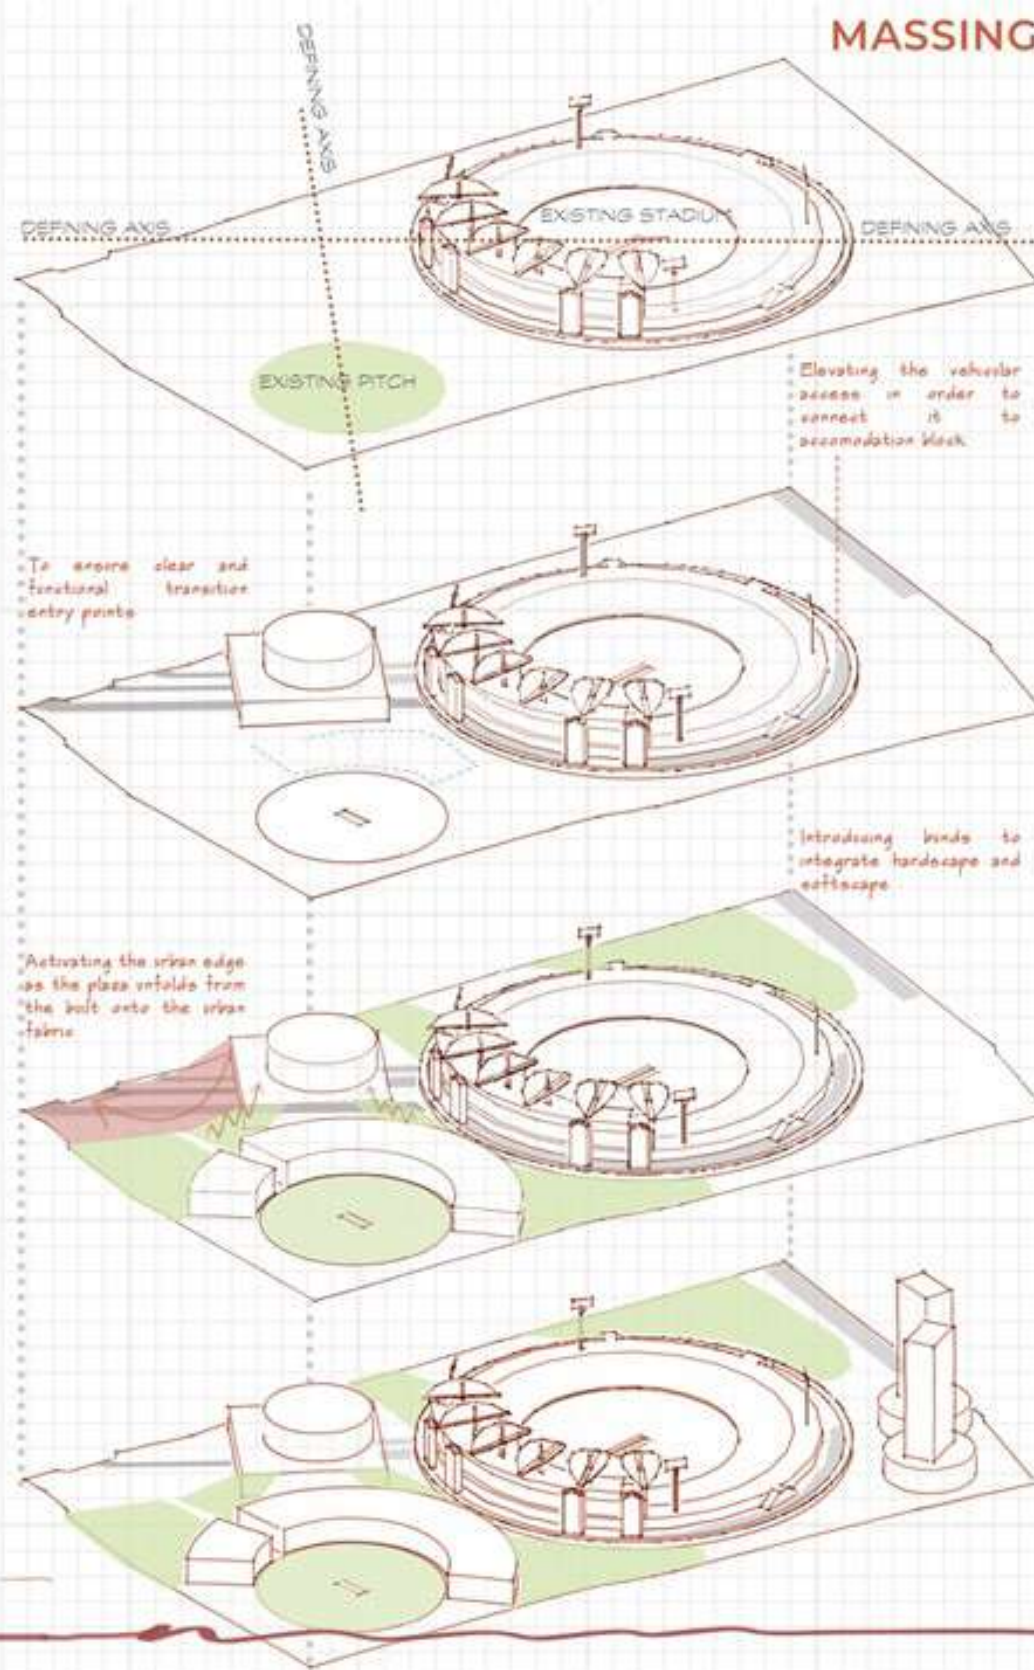 MASSING
DEFINING AXIS
DEFINING AXIS
EXISTING STADIUM
DEFINING AXIS
EXISTING PITCH
Elevating the vehicular
access in order to
connect it to
accomodation block
To ensure clear and
functional transition
entry points
Introducing bunds to
integrate hardscape and
softscape
Activating the urban edge
as the plaza unfolds from
the built onto the urban
fabric